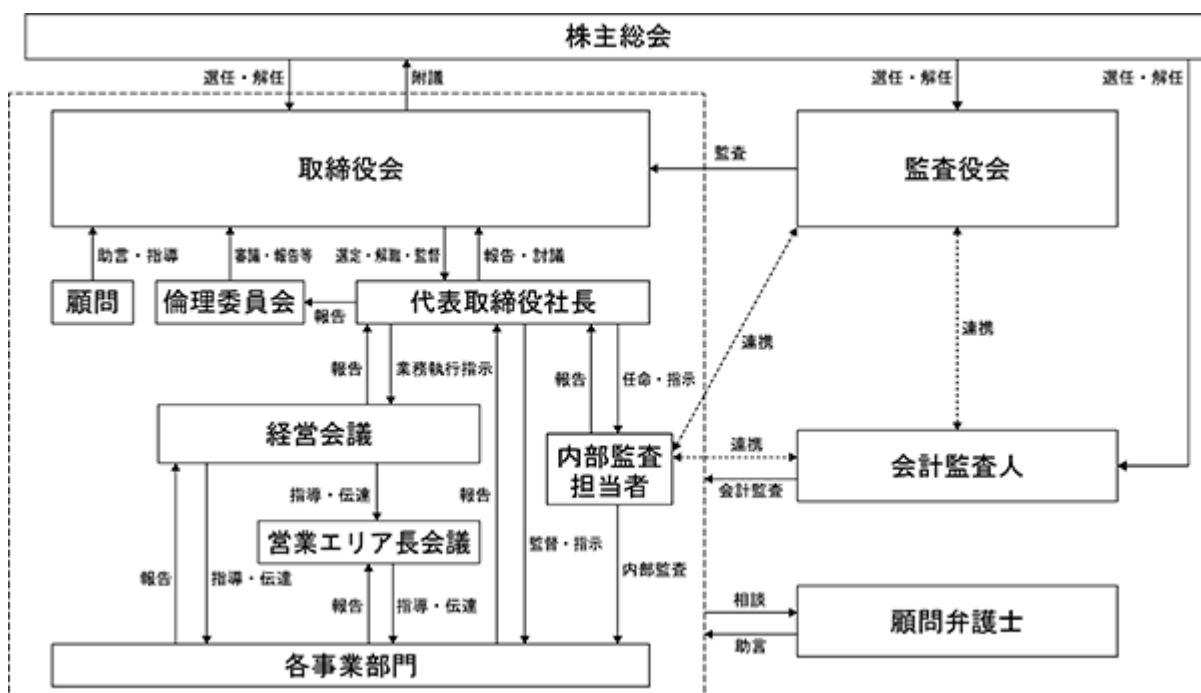 株主総会
選任・解任
附議
選任・解任
選任・解任
取締役会
監査
監査役会
助言・指導
審議・報告等
選定・解職・監督
報告・討議
顧問
倫理委員会
報告
代表取締役社長
連携
連携
報告
業務執行指示
報告
任命・指示
経営会議
内部監査
担当者
連携
会計監査人
会計監査
指導・伝達
報告
営業エリア長会議
監督・指示
内部監査
報告
指導・伝達
報告
指導・伝達
相談
助言
顧問弁護士
各事業部門